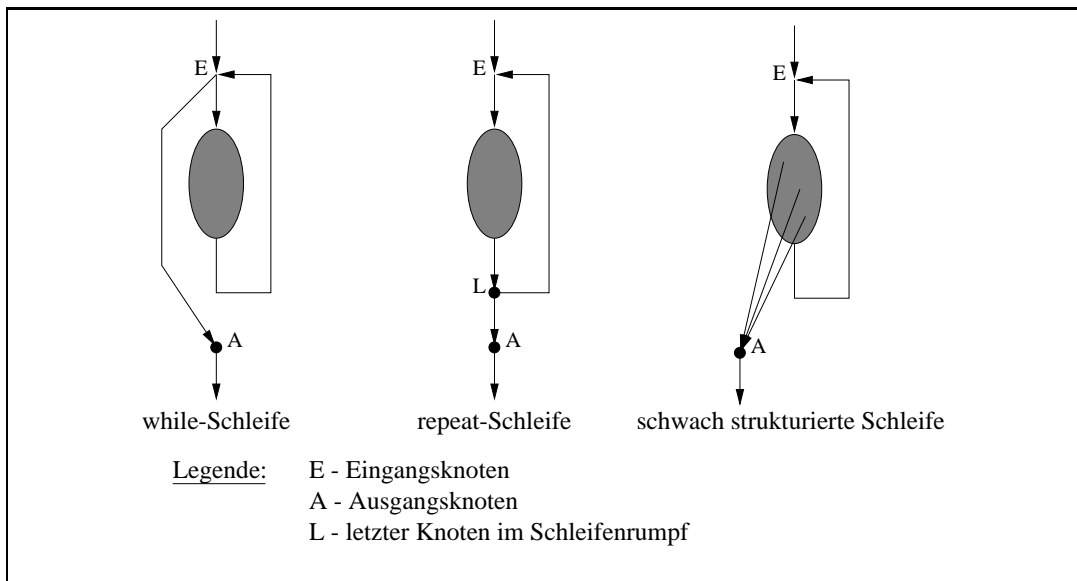 E
E
E
L
A
A
A
while-Schleife
repeat-Schleife
schwach strukturierte Schleife
Legende:
E - Eingangsknoten
A - Ausgangsknoten
L - letzter Knoten im Schleifenrumpf